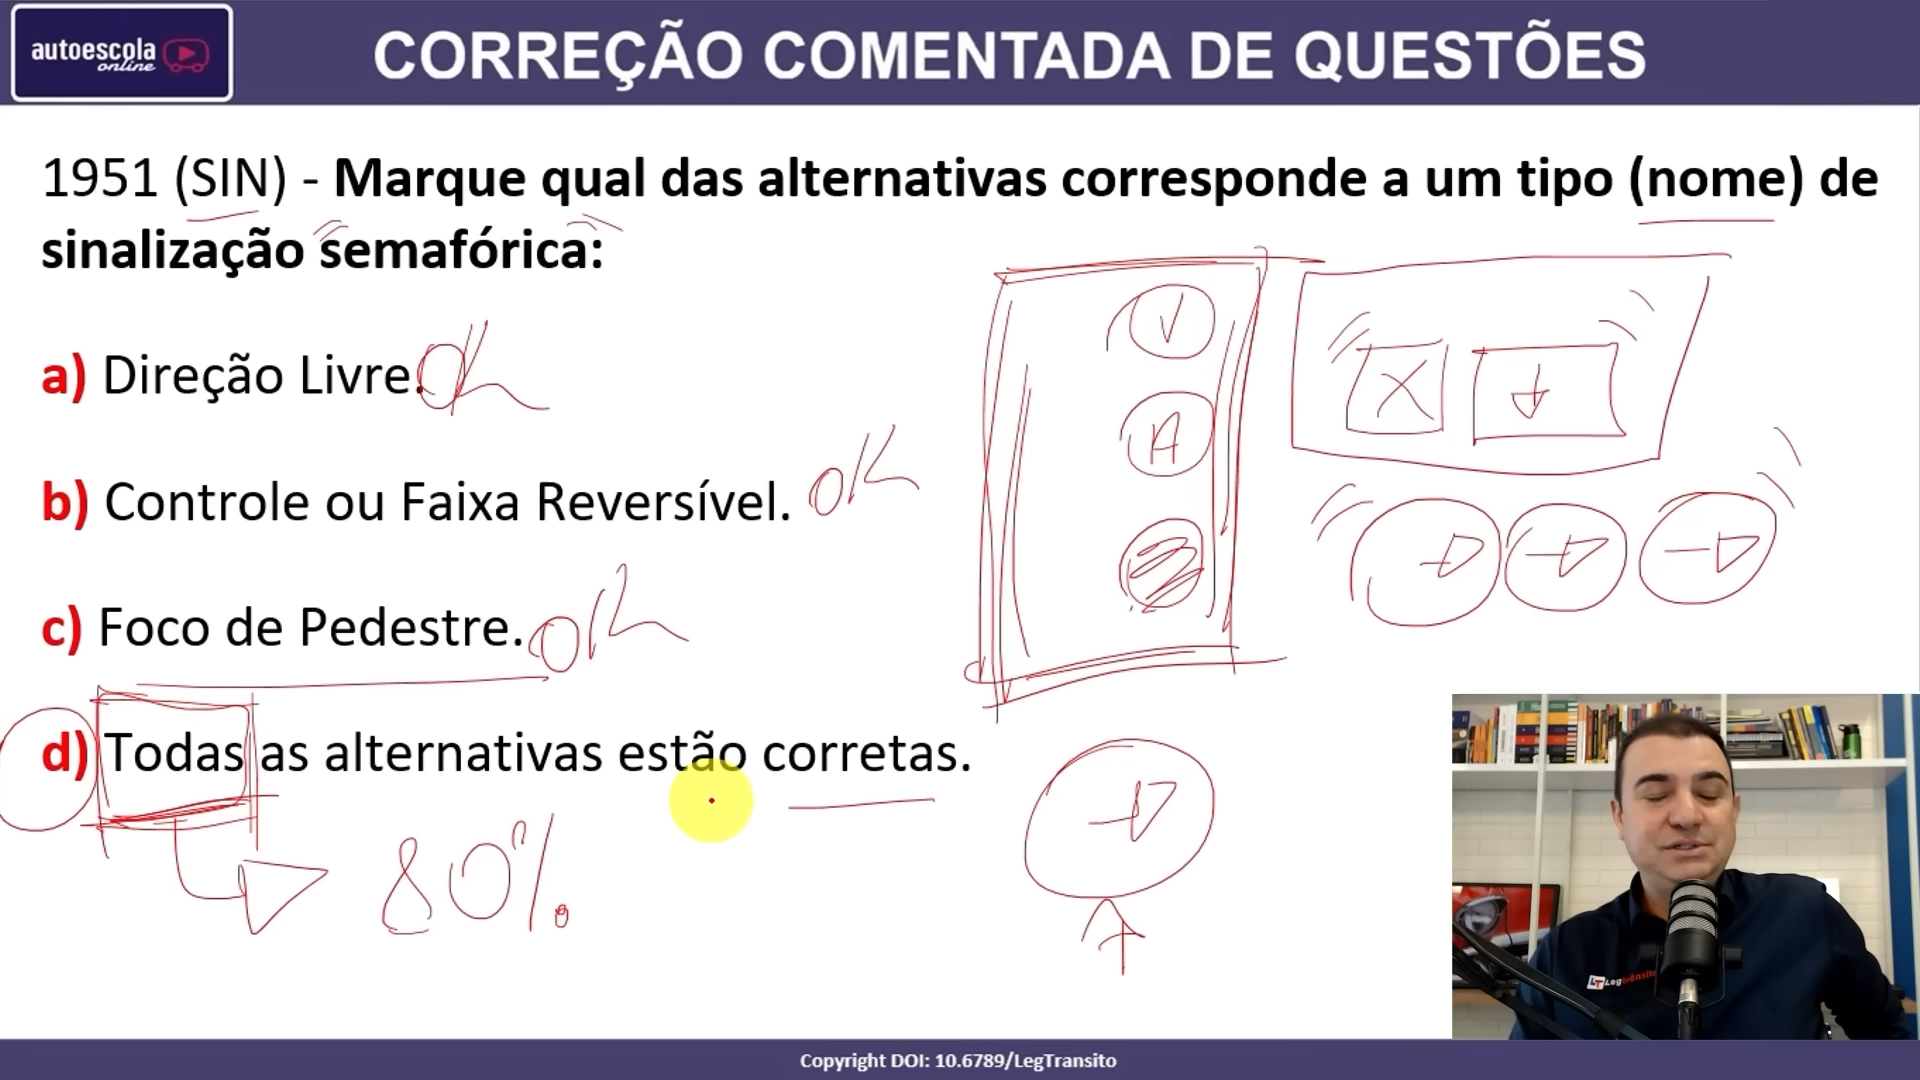 autoescola
online
CORREÇÃO COMENTADA DE QUESTÕES
1951 (SIN) - Marque qual das alternativas corresponde a um tipo (nome) de
sinalização semafórica:
a) Direção Livre. ok
b) Controle ou Faixa Reversível. ok
c) Foco de Pedestre. ok
d) Todas as alternativas estão corretas.
80%
V
A
X
LT Legtrânsito
Copyright DOI: 10.6789/LegTransito